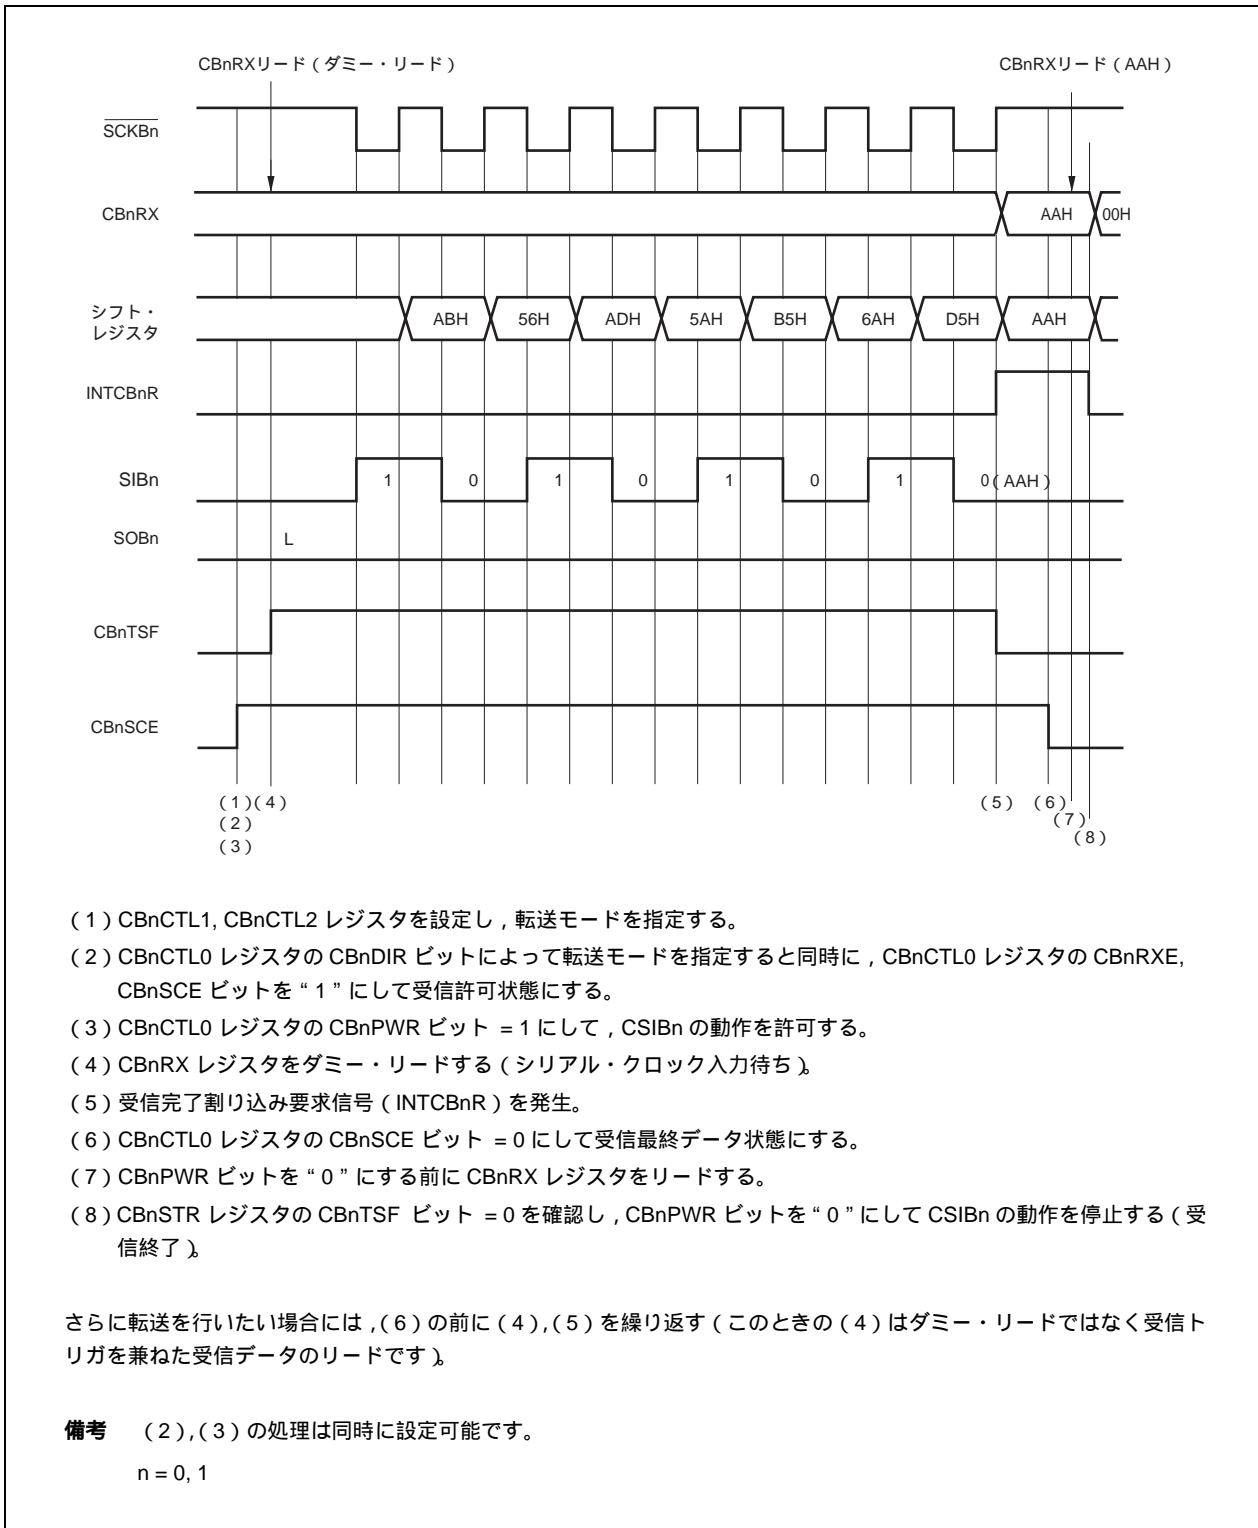 CBnRXリード（ダミー・リード）
CBnRXリード（AAH）
SCKBn
CBnRX
AAH
00H
シフト・
レジスタ
ABH
56H
ADH
5AH
B5H
6AH
D5H
AAH
INTCBnR
SIBn
1
0
1
0
1
0
1
0（AAH）
SOBn
L
CBnTSF
CBnSCE
（1）（4）
（2）
（3）
（5）
（6）
（7）
（8）
（1）CBnCTL1, CBnCTL2 レジスタを設定し，転送モードを指定する。
（2）CBnCTL0 レジスタの CBnDIR ビットによって転送モードを指定すると同時に，CBnCTL0 レジスタの CBnRXE,
CBnSCE ビットを“1”にして受信許可状態にする。
（3）CBnCTL0 レジスタの CBnPWR ビット =1にして，CSIBn の動作を許可する。
（4）CBnRX レジスタをダミー・リードする（シリアル・クロック入力待ち）。
（5）受信完了割り込み要求信号（INTCBnR）を発生。
（6）CBnCTL0 レジスタの CBnSCE ビット =0にして受信最終データ状態にする。
（7）CBnPWR ビットを“0”にする前に CBnRX レジスタをリードする。
（8）CBnSTR レジスタの CBnTSF ビット =0を確認し，CBnPWR ビットを“0”にして CSIBn の動作を停止する（受
信終了）。
さらに転送を行いたい場合には，（6）の前に（4），（5）を繰り返す（このときの（4）はダミー・リードではなく受信ト
リガを兼ねた受信データのリードです）。
備考　（2），（3）の処理は同時に設定可能です。
n = 0, 1